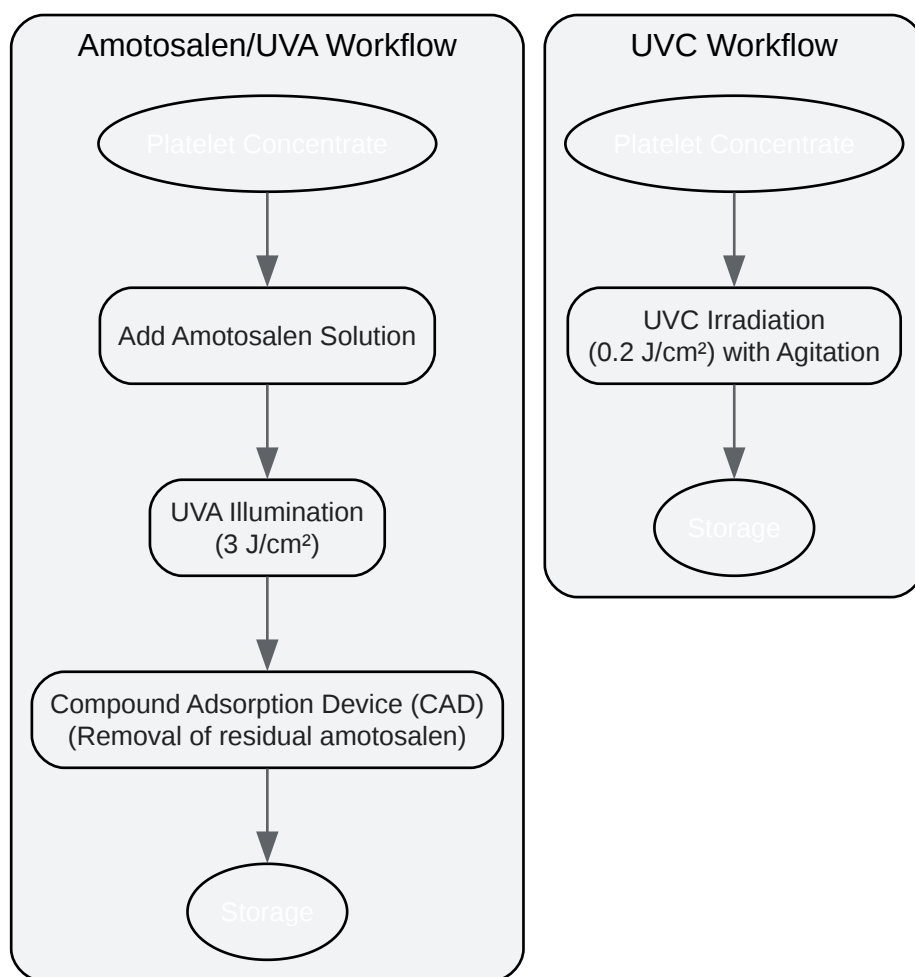 Amotosalen/UVA Workflow
Platelet Concentrate
Add Amotosalen Solution
UVA Illumination
(3 J/cm²)
Compound Adsorption Device (CAD)
(Removal of residual amotosalen)
Storage
UVC Workflow
Platelet Concentrate
UVC Irradiation
(0.2 J/cm²) with Agitation
Storage